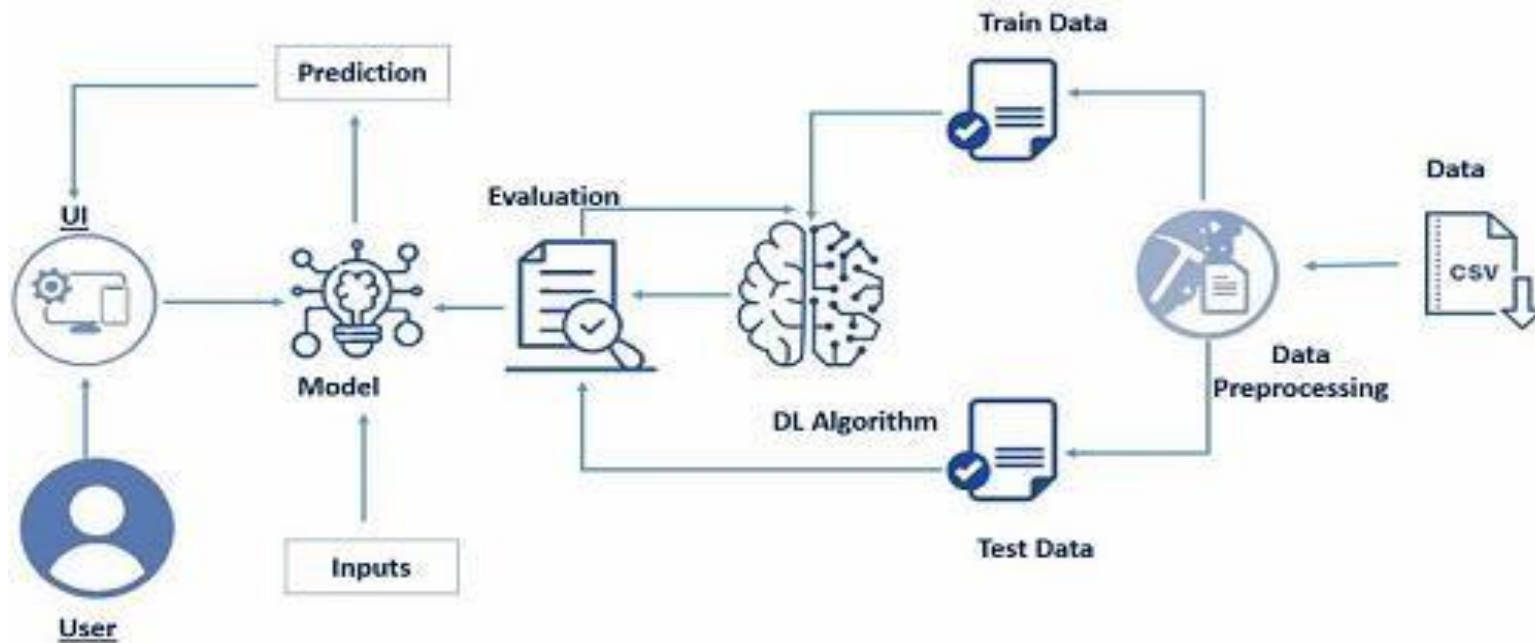 Train Data
Prediction
Data
Evaluation
UI
CSV
Data
Preprocessing
Model
DL Algorithm
Test Data
Inputs
User